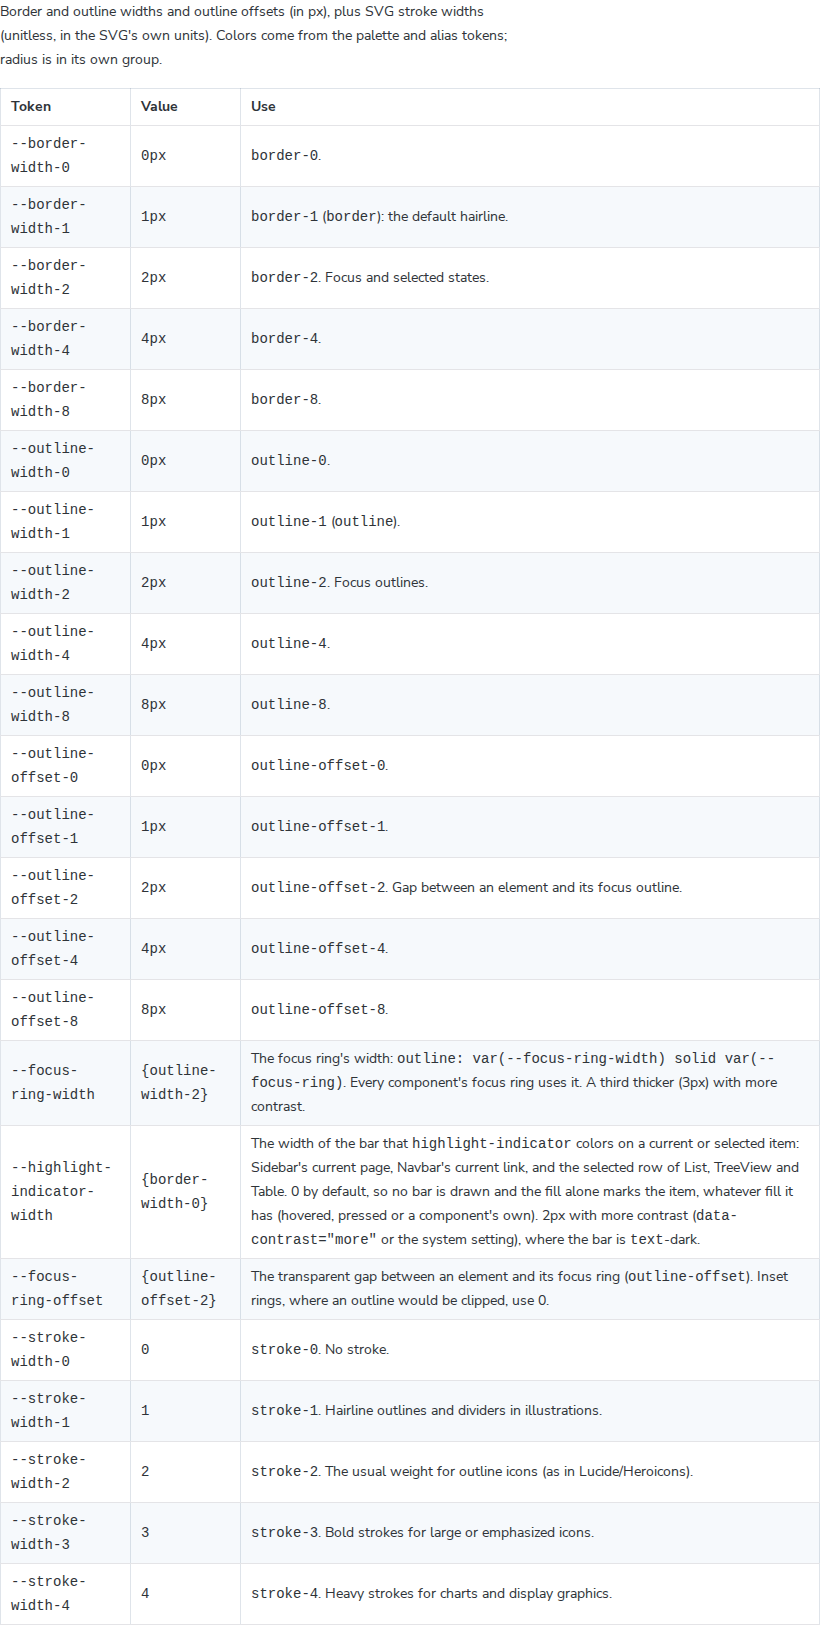 Border and outline widths and outline offsets (in px), plus SVG stroke widths
(unitless, in the SVG's own units). Colors come from the palette and alias tokens;
radius is in its own group.
Token Value Use
--border-
width-0
0px
border-0.
--border-
width-1
1px
border-1 (border): the default hairline.
--border-
width-2
2px
border-2. Focus and selected states.
--border-
width-4
4px
border-4.
--border-
width-8
8px
border-8.
--outline-
width-0
0px
outline-0.
--outline-
width-1
1px
outline-1 (outline).
--outline-
width-2
2px
outline-2. Focus outlines.
--outline-
width-4
4px
outline-4.
--outline-
width-8
8px
outline-8.
--outline-
offset-0
0px
outline-offset-0.
--outline-
offset-1
1px
outline-offset-1.
--outline-
offset-2
2px
outline-offset-2. Gap between an element and its focus outline.
--outline-
offset-4
4px
outline-offset-4.
--outline-
offset-8
8px
outline-offset-8.
--focus-
ring-width
{outline-
width-2}
The focus ring's width: outline: var(--focus-ring-width) solid var(--
focus-ring). Every component's focus ring uses it. A third thicker (3px) with more
contrast.
--highlight-
indicator-
width
{border-
width-0}
The width of the bar that highlight-indicator colors on a current or selected item:
Sidebar's current page, Navbar's current link, and the selected row of List, TreeView and
Table. 0 by default, so no bar is drawn and the fill alone marks the item, whatever fill it
has (hovered, pressed or a component's own). 2px with more contrast (data-
contrast="more" or the system setting), where the bar is text-dark.
--focus-
ring-offset
{outline-
offset-2}
The transparent gap between an element and its focus ring (outline-offset). Inset
rings, where an outline would be clipped, use 0.
--stroke-
width-0
0
stroke-0. No stroke.
--stroke-
width-1
1
stroke-1. Hairline outlines and dividers in illustrations.
--stroke-
width-2
2
stroke-2. The usual weight for outline icons (as in Lucide/Heroicons).
--stroke-
width-3
3
stroke-3. Bold strokes for large or emphasized icons.
--stroke-
width-4
4
stroke-4. Heavy strokes for charts and display graphics.